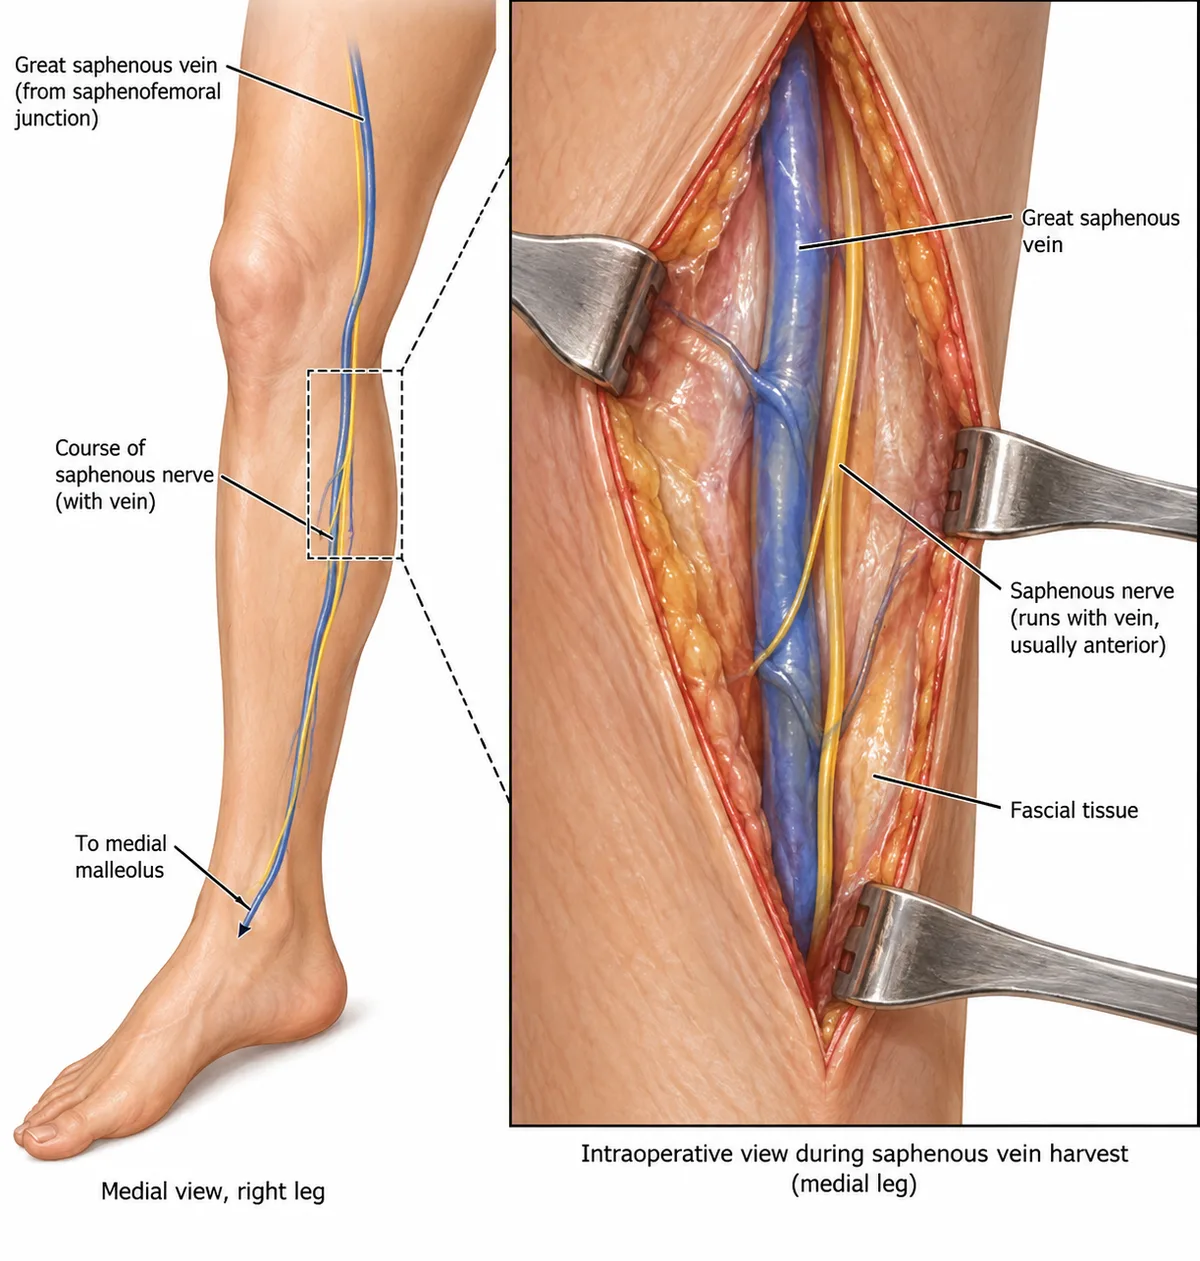 Great saphenous vein
(from saphenofemoral
junction)
Course of
saphenous nerve
(with vein)
To medial
malleolus
Medial view, right leg
Great saphenous
vein
Saphenous nerve
(runs with vein,
usually anterior)
Fascial tissue
Intraoperative view during saphenous vein harvest
(medial leg)